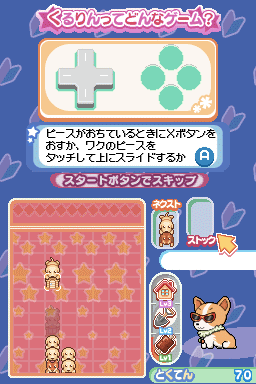 くるりんってどんなゲーム?
ピースがおちているときにXボタンを
おすか、ワクのピースを
タッチして上にスライドするか
A
スタートボタンでスキップ
ネクスト
ストック
Lv3
Lv2
Lv1
とくてん 70